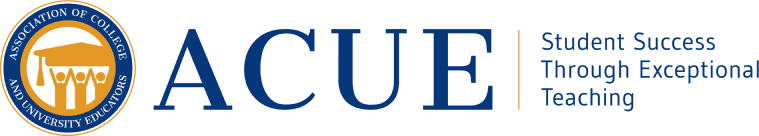 ASSOCIATION OF COLLEGE
AND UNIVERSITY EDUCATORS
ACUE
Student Success
Through Exceptional
Teaching